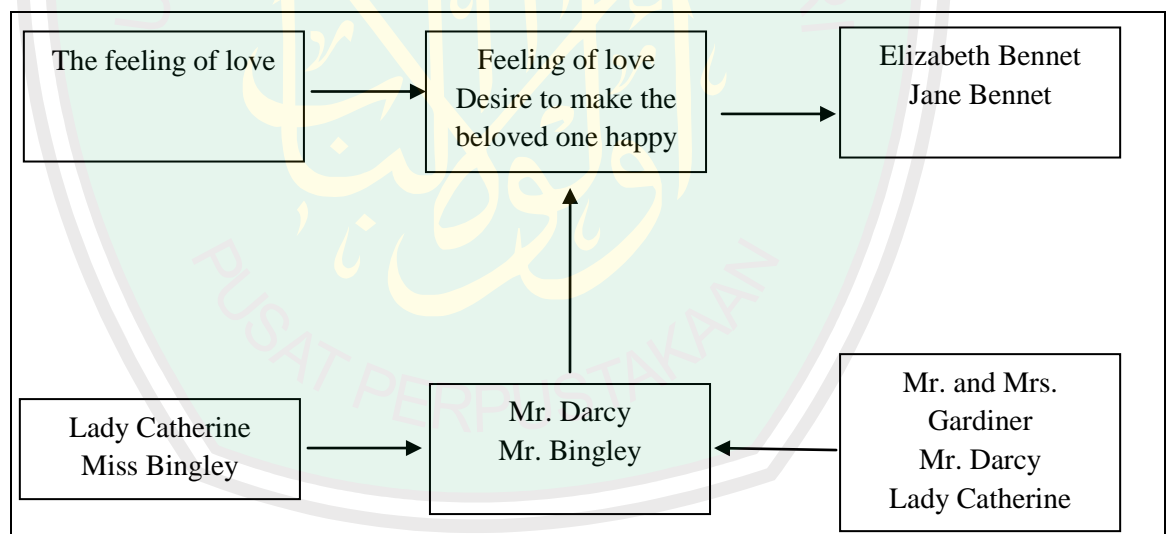 The feeling of love
Feeling of love
Desire to make the
beloved one happy
Elizabeth Bennet
Jane Bennet
Lady Catherine
Miss Bingley
Mr. Darcy
Mr. Bingley
Mr. and Mrs.
Gardiner
Mr. Darcy
Lady Catherine
PUSAT PERPUSTAKAAN